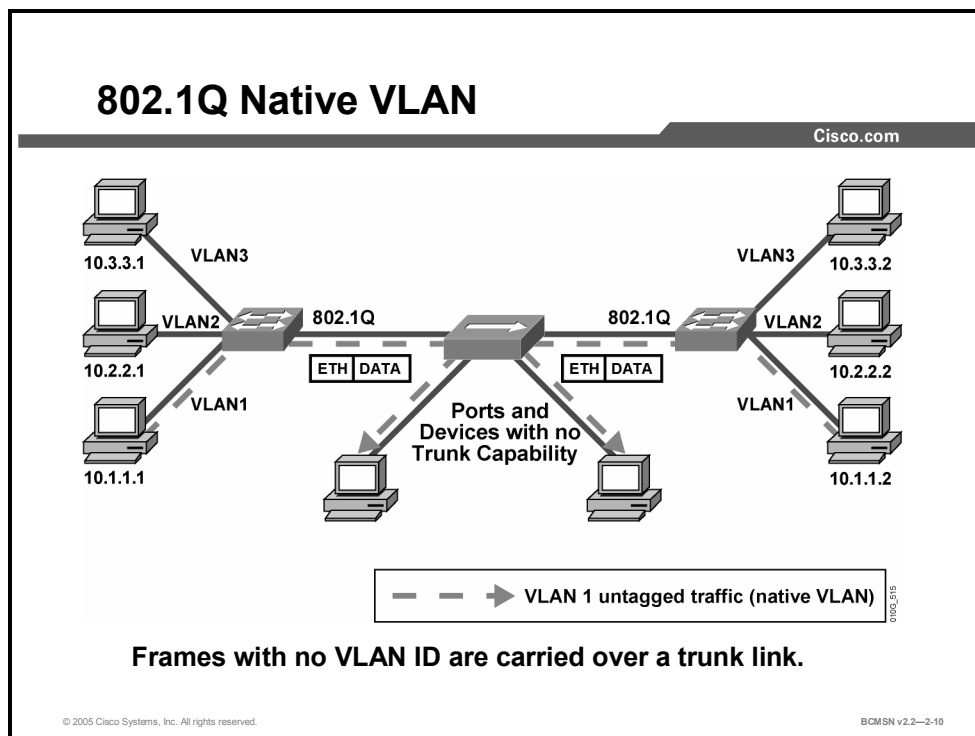 802.1Q Native VLAN
Cisco.com
VLAN3
VLAN3
10.3.3.1
10.3.3.2
VLAN2
802.1Q
802.1Q
VLAN2
10.2.2.1
ETH DATA
ETH DATA
10.2.2.2
VLAN1
VLAN1
Ports and
Devices with no
Trunk Capability
10.1.1.1
10.1.1.2
VLAN 1 untagged traffic (native VLAN)
010G_515
Frames with no VLAN ID are carried over a trunk link.
© 2005 Cisco Systems, Inc. All rights reserved.
BCMSN v2.2—2-10